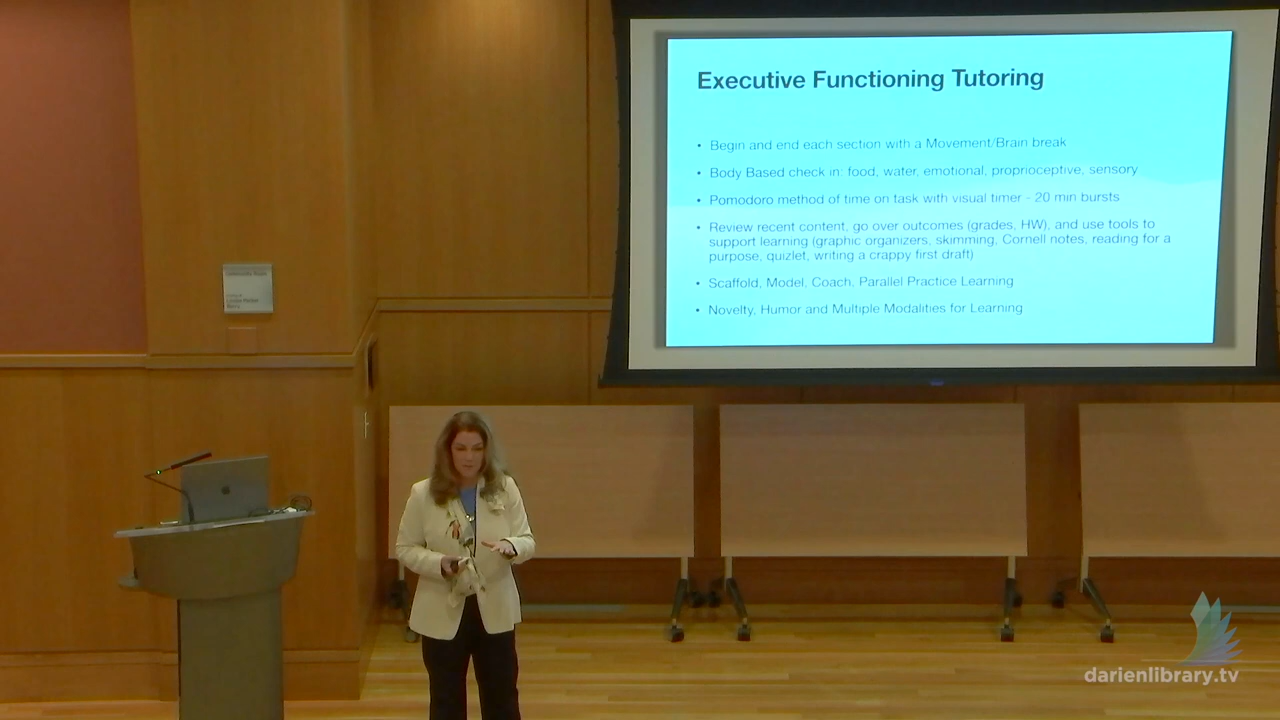 Executive Functioning Tutoring
• Begin and end each section with a Movement/Brain break
• Body Based check in: food, water, emotional, proprioceptive, sensory
• Pomodoro method of time on task with visual timer - 20 min bursts
• Review recent content, go over outcomes (grades, HW), and use tools to
support learning (graphic organizers, skimming, Cornell notes, reading for a
purpose, quizlet, writing a crappy first draft)
• Scaffold, Model, Coach, Parallel Practice Learning
• Novelty, Humor and Multiple Modalities for Learning
Community Room
darienlibrary.tv